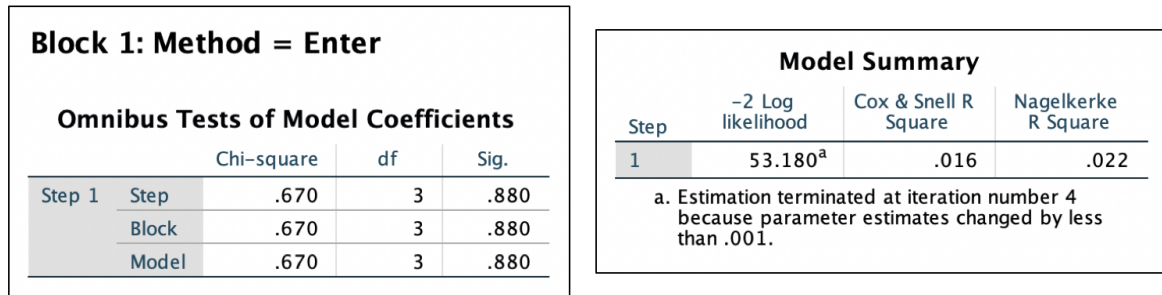 Block 1: Method = Enter
Omnibus Tests of Model Coefficients
Chi-square df Sig.
Step 1 Step .670 3 .880
Block .670 3 .880
Model .670 3 .880
Model Summary
Step -2 Log likelihood Cox & Snell R Square Nagelkerke R Square
1 53.180a .016 .022
a. Estimation terminated at iteration number 4
because parameter estimates changed by less
than .001.